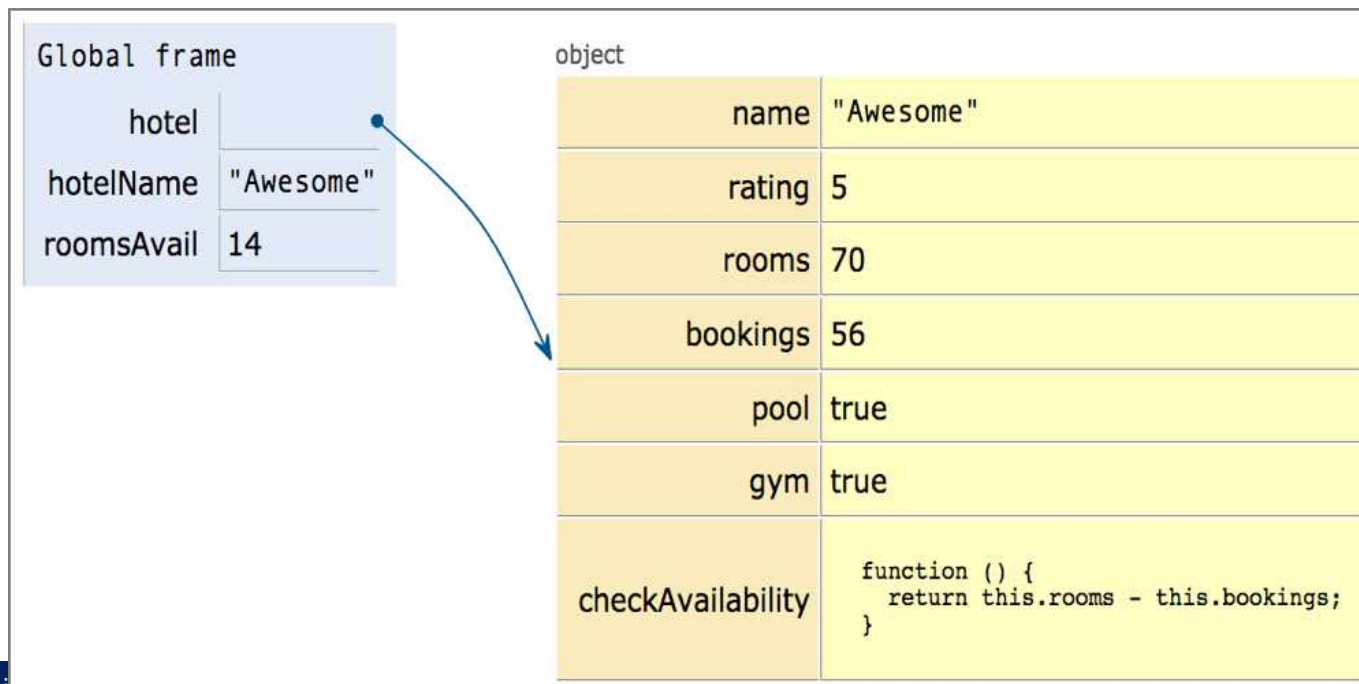 Global frame
hotel
hotelName "Awesome"
roomsAvail 14
object
name "Awesome"
rating 5
rooms 70
bookings 56
pool true
gym true
checkAvailability
function () {
return this.rooms - this.bookings;
}